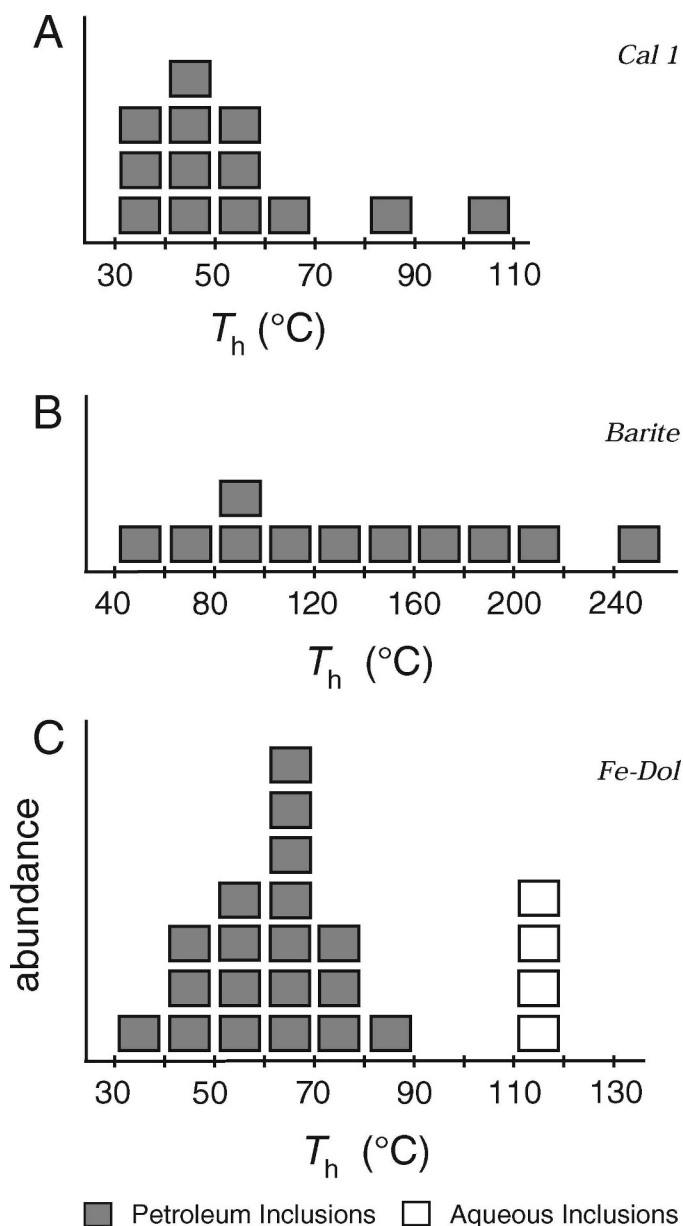 A
Cal 1
30 50 70 90 110
Th (°C)
B
Barite
40 80 120 160 200 240
Th (°C)
C
Fe-Dol
abundance
30 50 70 90 110 130
Th (°C)
Petroleum Inclusions Aqueous Inclusions